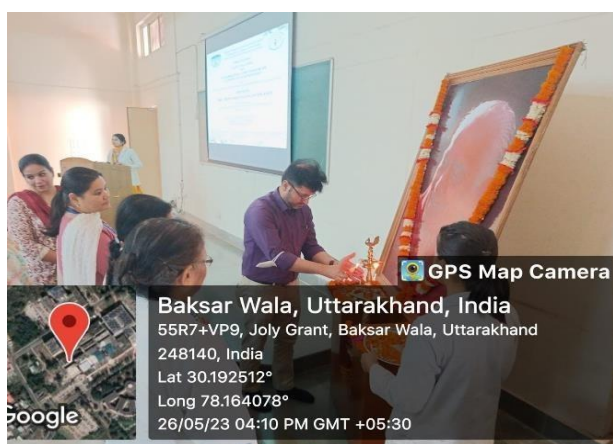 GPS Map Camera
Baksar Wala, Uttarakhand, India
55R7+VP9, Joly Grant, Baksar Wala, Uttarakhand
248140, India
Lat 30.192512°
Long 78.164078°
26/05/23 04:10 PM GMT +05:30
Google